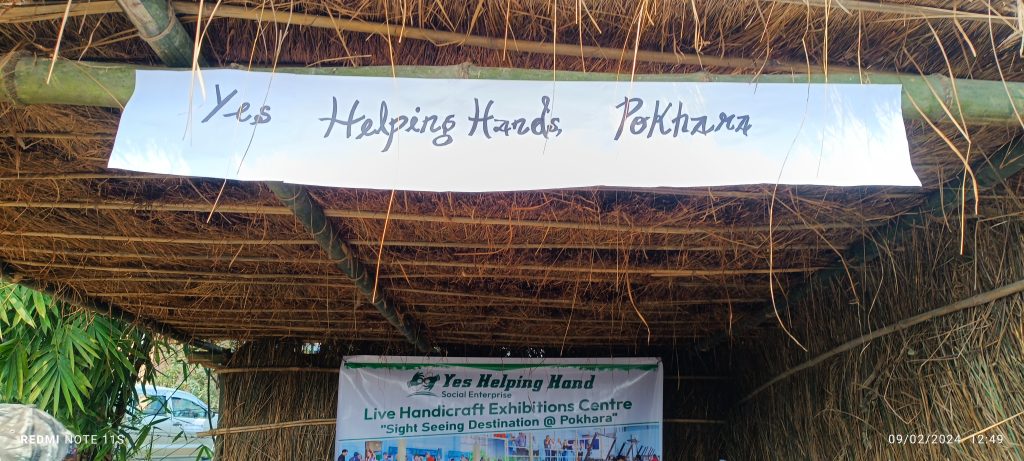 Yes Helping Hands, Pokhara
Yes Helping Hand
Social Enterprise
Live Handicraft Exhibitions Centre
"Sight Seeing Destination @ Pokhara"
REDMI NOTE 11S
09/02/2024 12:49